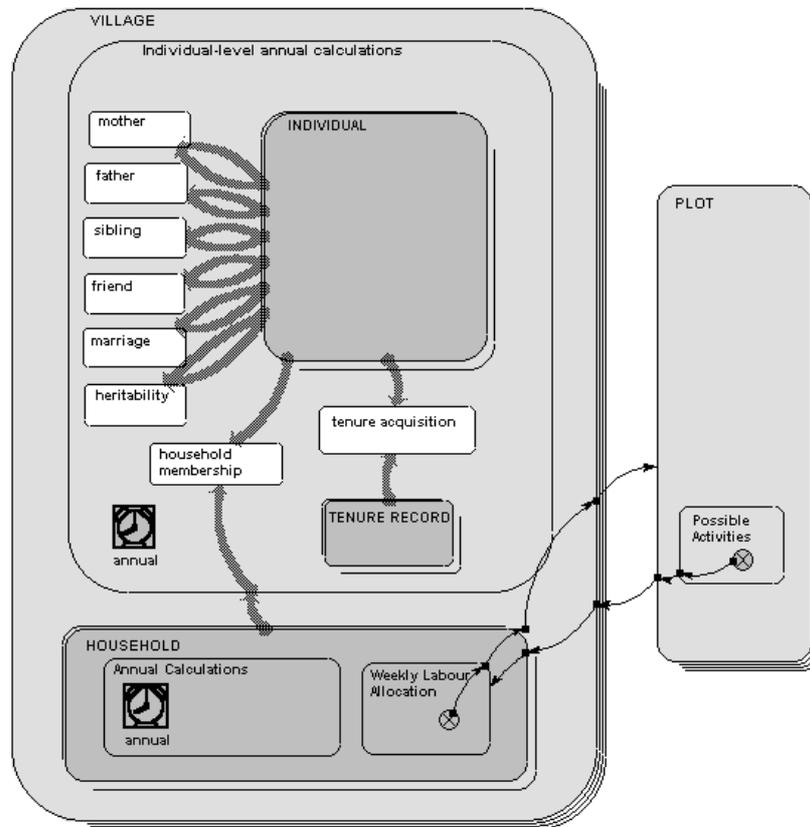 VILLAGE
Individual-level annual calculations
mother
INDIVIDUAL
father
sibling
friend
marriage
heritability
tenure acquisition
household
membership
TENURE RECORD
annual
PLOT
Possible
Activities
HOUSEHOLD
Annual Calculations
annual
Weekly Labour
Allocation